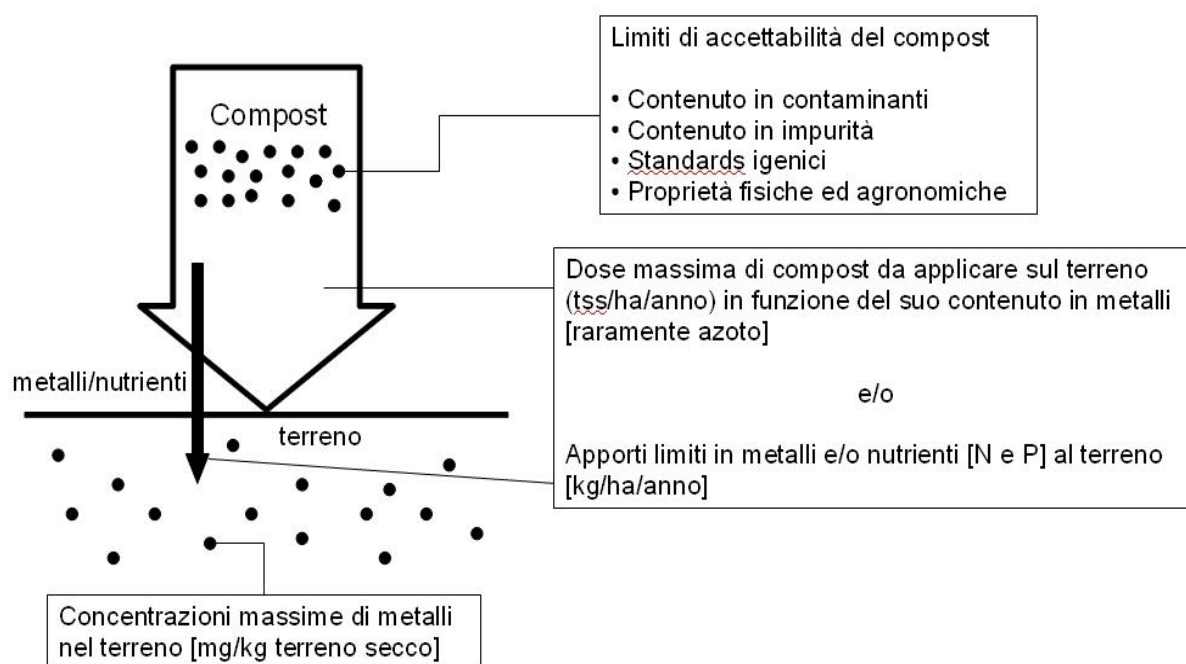 Limiti di accettabilità del compost
• Contenuto in contaminanti
• Contenuto in impurità
• Standards igenici
• Proprietà fisiche ed agronomiche
Compost
Dose massima di compost da applicare sul terreno
(tss/ha/anno) in funzione del suo contenuto in metalli
[raramente azoto]
e/o
Apporti limiti in metalli e/o nutrienti [N e P] al terreno
[kg/ha/anno]
metalli/nutrienti
terreno
Concentrazioni massime di metalli
nel terreno [mg/kg terreno secco]